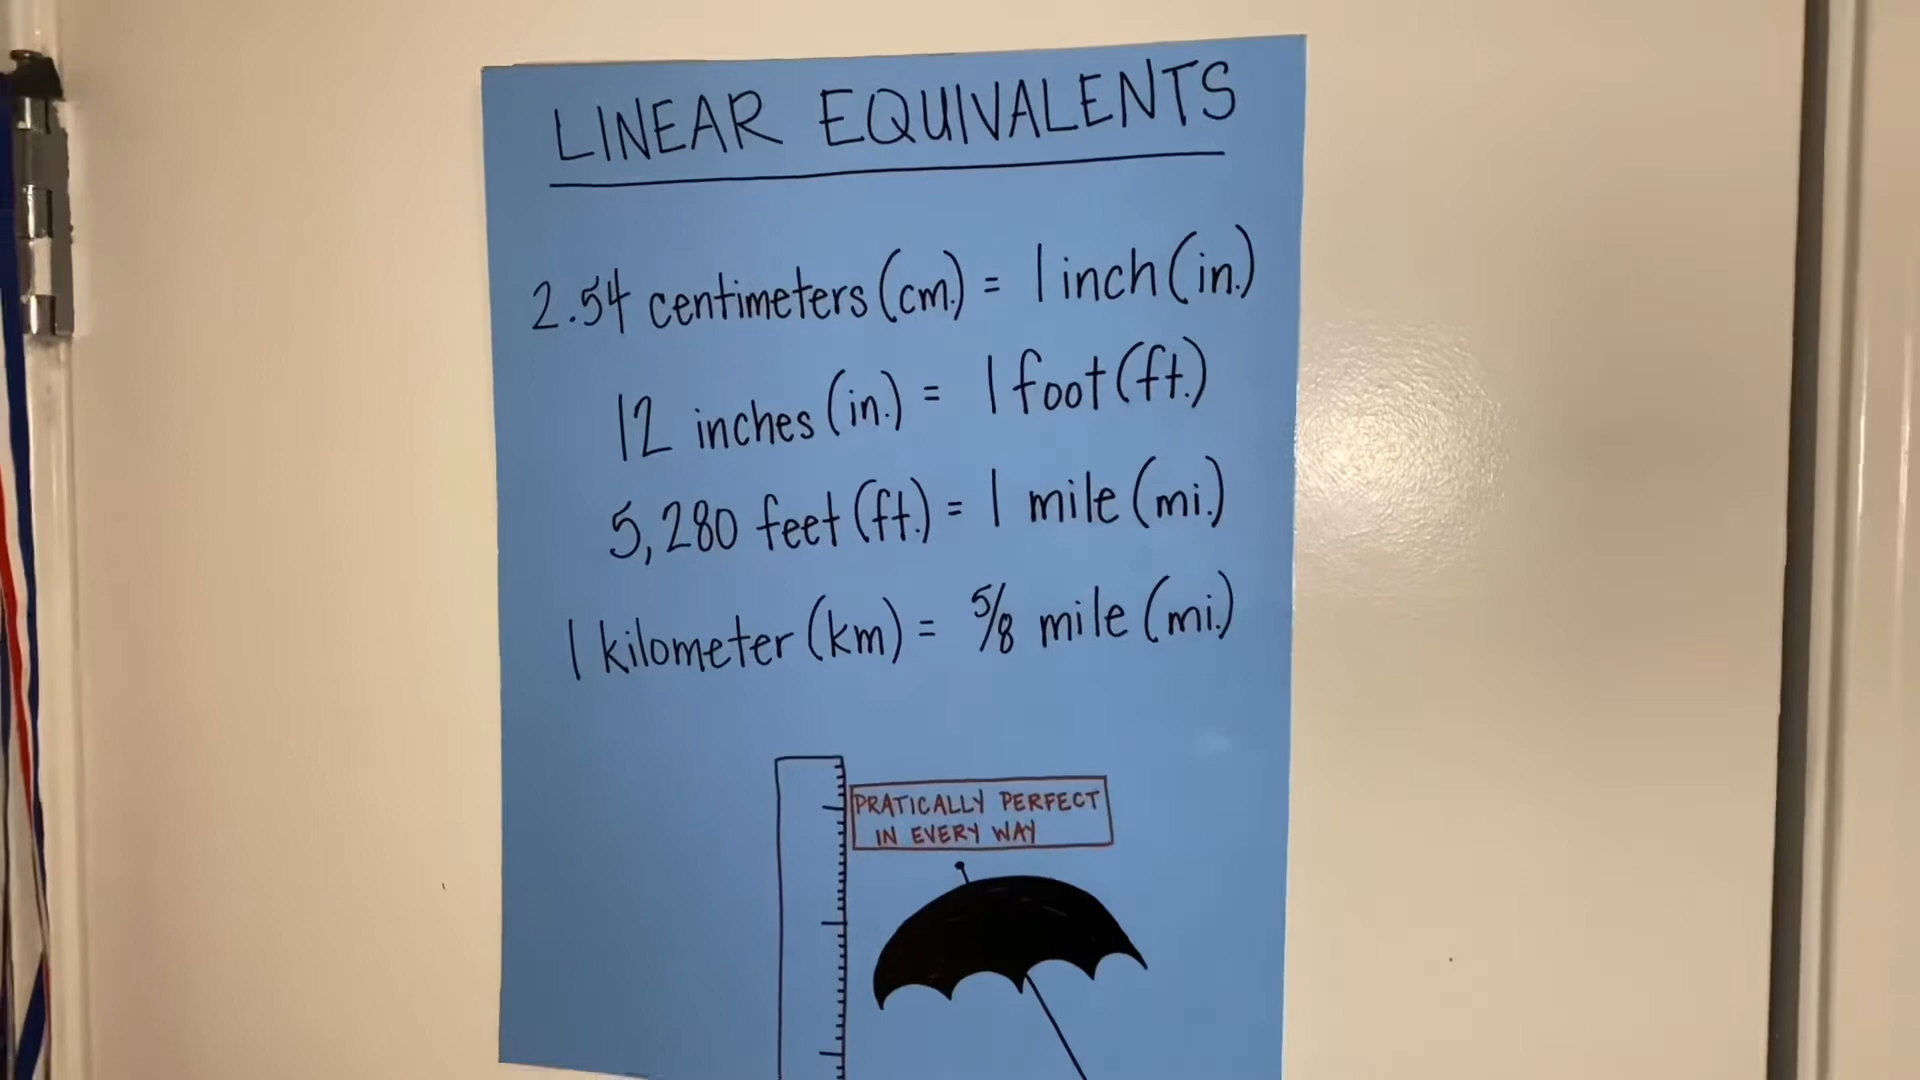 LINEAR EQUIVALENTS
2.54 centimeters (cm.) = 1 inch (in.)
12 inches (in.) = 1 foot (ft.)
5,280 feet (ft.) = 1 mile (mi.)
1 kilometer (km) = 5/8 mile (mi.)
PRATICALLY PERFECT
IN EVERY WAY